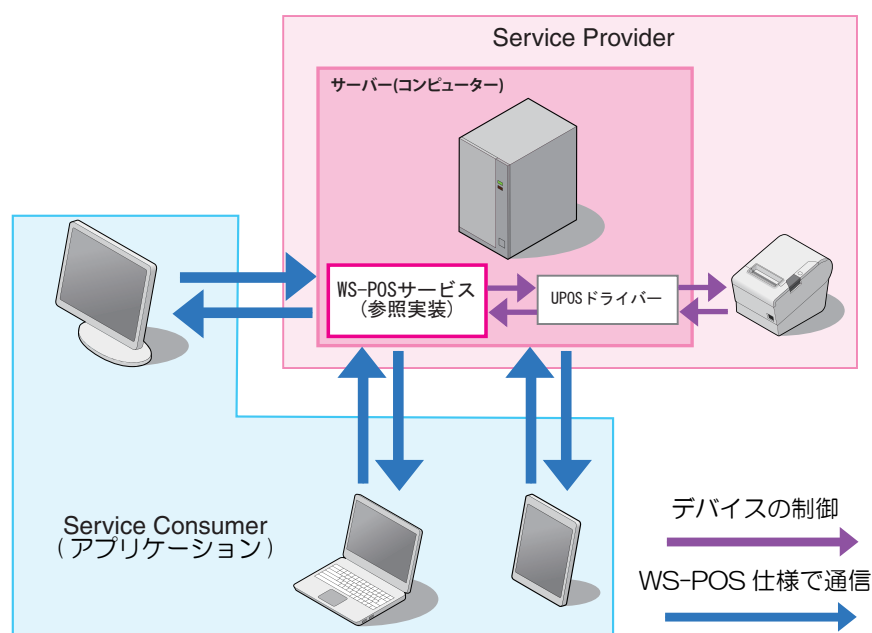 Service Provider
サーバー(コンピューター)
WS-POSサービス
(参照実装)
UPOSドライバー
Service Consumer
(アプリケーション)
デバイスの制御
WS-POS 仕様で通信